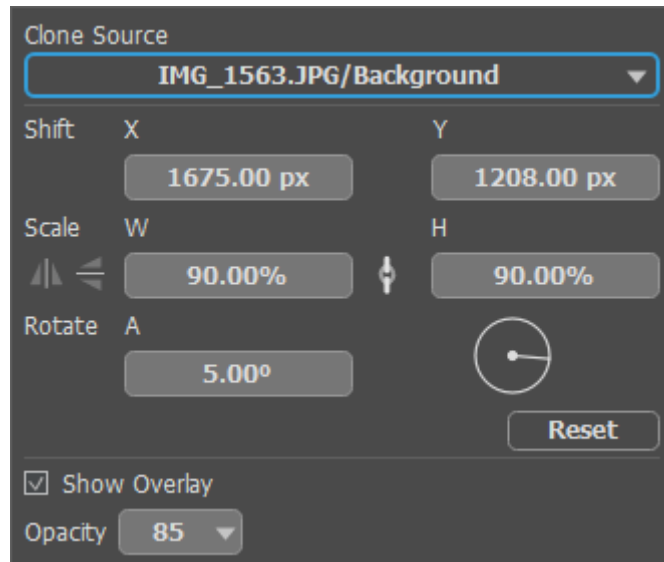 Clone Source
IMG_1563.JPG/Background
Shift X Y
1675.00 px 1208.00 px
Scale W H
90.00% 90.00%
Rotate A
5.00º
Reset
Show Overlay
Opacity 85